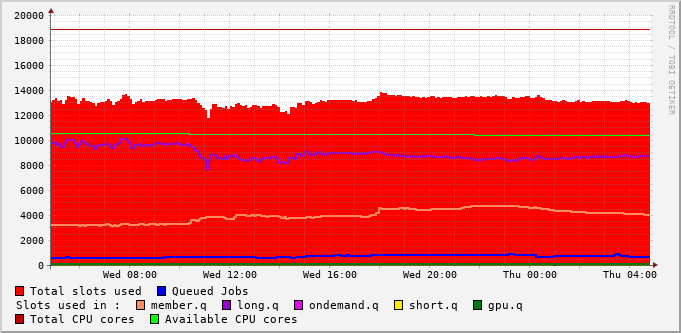 20000
18000
16000
14000
12000
10000
8000
6000
4000
2000
0
Wed 08:00 Wed 12:00 Wed 16:00 Wed 20:00 Thu 00:00 Thu 04:00
RRDTOOL / TOBI OETIKER
Total slots used Queued Jobs
Slots used in : member.q long.q ondemand.q short.q gpu.q
Total CPU cores Available CPU cores